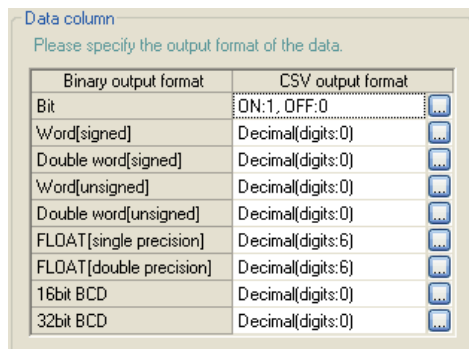 Data column
Please specify the output format of the data.
Binary output format CSV output format
Bit ON:1, OFF:0 ...
Word[signed] Decimal(digits:0) ...
Double word[signed] Decimal(digits:0) ...
Word[unsigned] Decimal(digits:0) ...
Double word[unsigned] Decimal(digits:0) ...
FLOAT[single precision] Decimal(digits:6) ...
FLOAT[double precision] Decimal(digits:6) ...
16bit BCD Decimal(digits:0) ...
32bit BCD Decimal(digits:0) ...